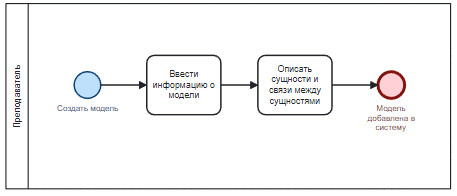 Преподаватель
Создать модель
Ввести
информацию о
модели
Описать
сущности и
связи между
сущностями
Модель
добавлена в
систему